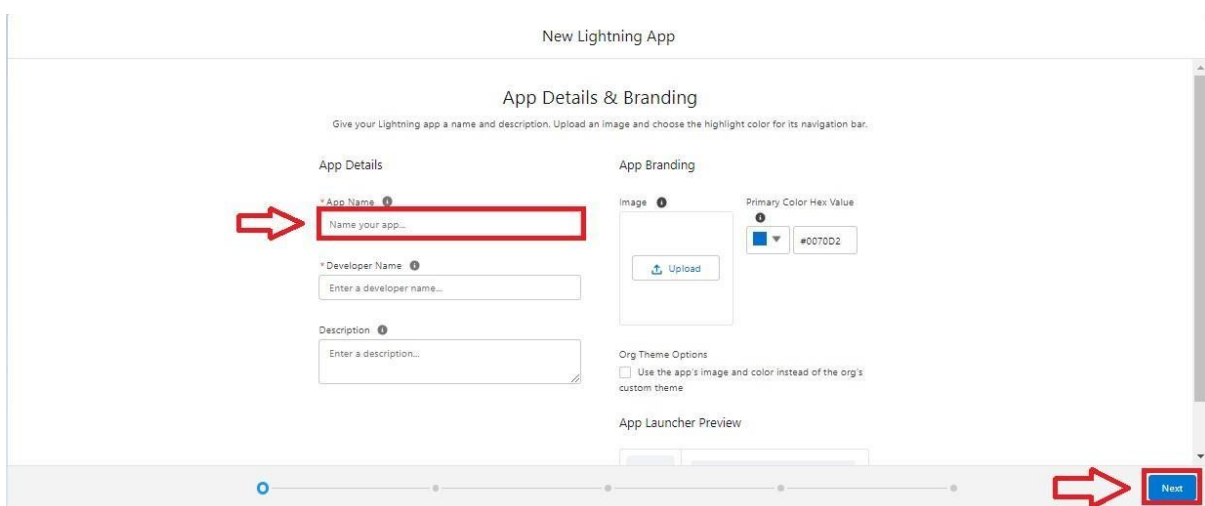 New Lightning App
App Details & Branding
Give your Lightning app a name and description. Upload an image and choose the highlight color for its navigation bar.
App Details
*App Name
Name your app...
*Developer Name
Enter a developer name...
Description
Enter a description...
App Branding
Image
Upload
Primary Color Hex Value
#0070D2
Org Theme Options
Use the app's image and color instead of the org's
custom theme
App Launcher Preview
Next